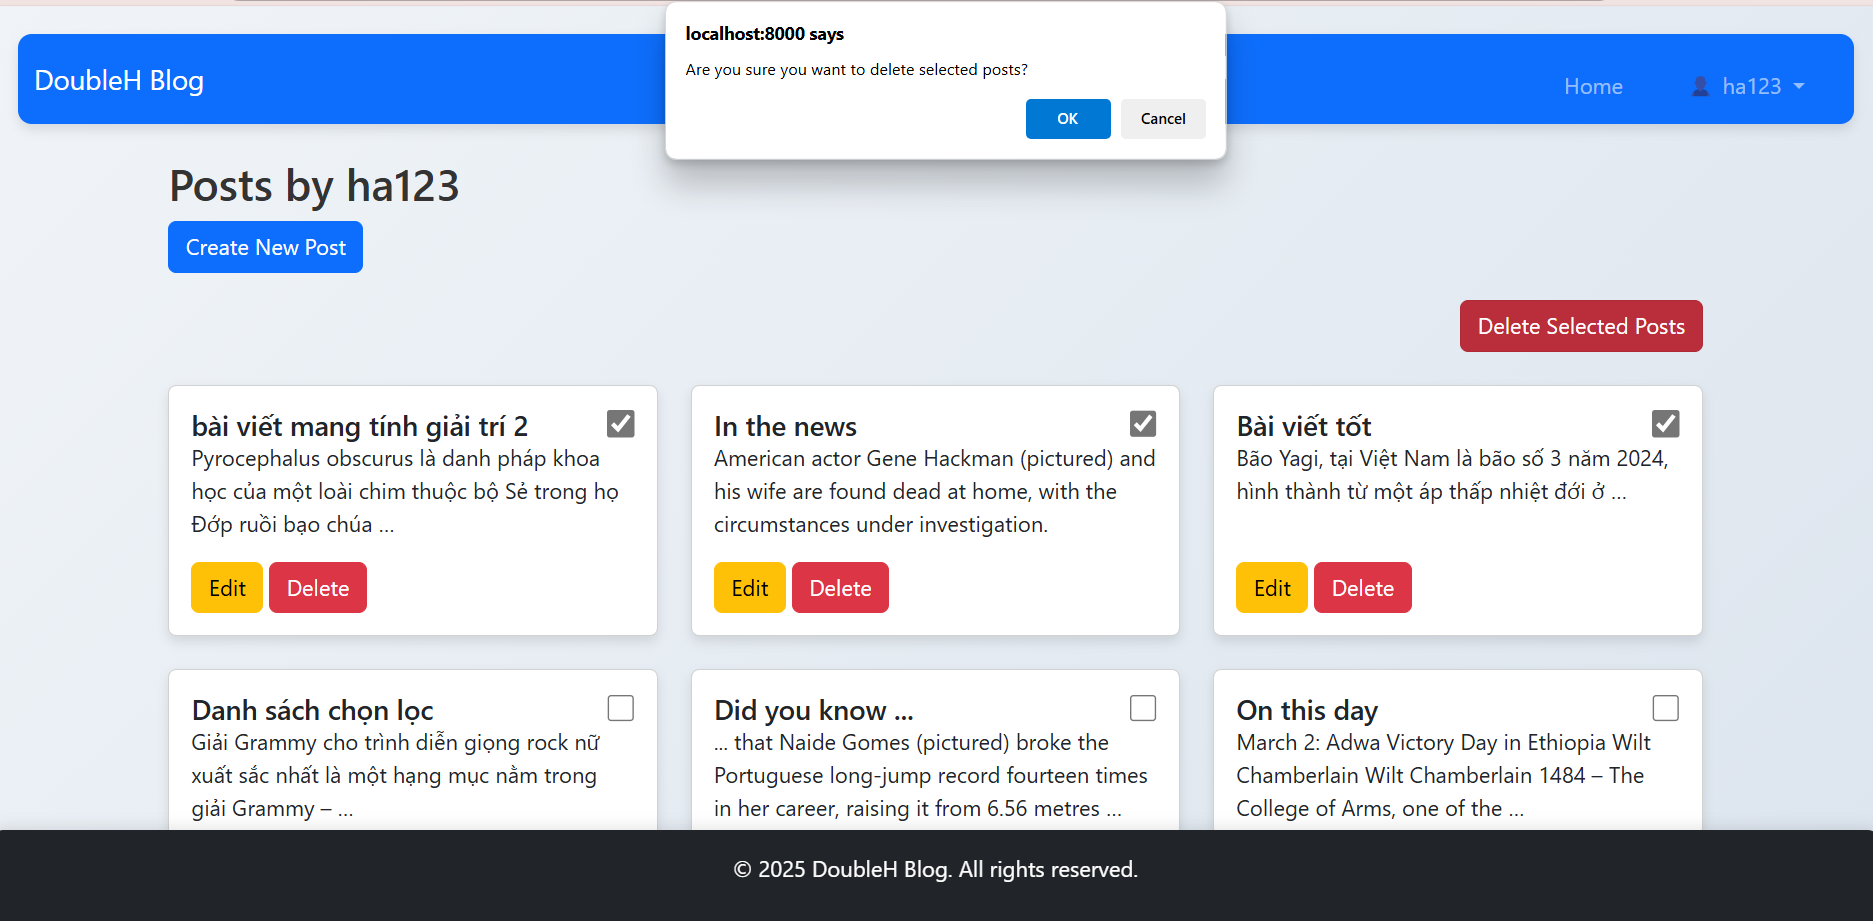 localhost:8000 says
Are you sure you want to delete selected posts?
OK
Cancel
DoubleH Blog
Home
ha123
Posts by ha123
Create New Post
Delete Selected Posts
bài viết mang tính giải trí 2
Pyrocephalus obscurus là danh pháp khoa
học của một loài chim thuộc bộ Sẻ trong họ
Đớp ruồi bạo chúa ...
Edit
Delete
In the news
American actor Gene Hackman (pictured) and
his wife are found dead at home, with the
circumstances under investigation.
Edit
Delete
Bài viết tốt
Bão Yagi, tại Việt Nam là bão số 3 năm 2024,
hình thành từ một áp thấp nhiệt đới ở ...
Edit
Delete
Danh sách chọn lọc
Giải Grammy cho trình diễn giọng rock nữ
xuất sắc nhất là một hạng mục nằm trong
giải Grammy – ...
Did you know ...
... that Naide Gomes (pictured) broke the
Portuguese long-jump record fourteen times
in her career, raising it from 6.56 metres ...
On this day
March 2: Adwa Victory Day in Ethiopia Wilt
Chamberlain Wilt Chamberlain 1484 – The
College of Arms, one of the ...
© 2025 DoubleH Blog. All rights reserved.